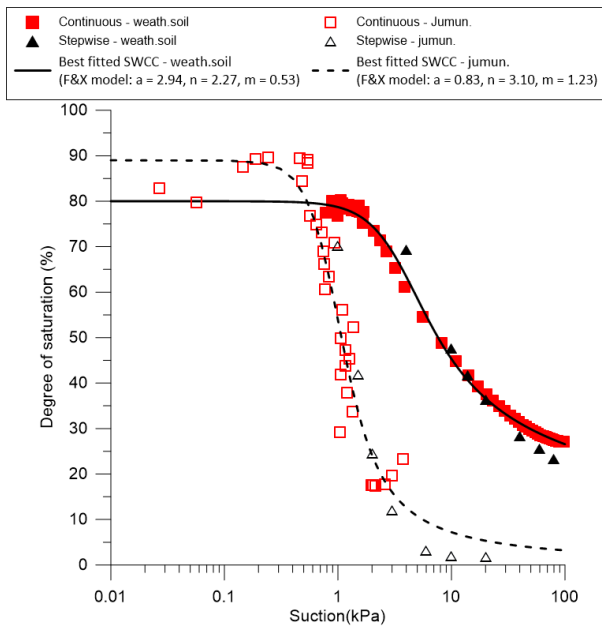 Continuous - weath.soil
Continuous - Jumun.
Stepwise - weath.soil
Stepwise - jumun.
Best fitted SWCC - weath.soil
(F&X model: a = 2.94, n = 2.27, m = 0.53)
Best fitted SWCC - jumun.
(F&X model: a = 0.83, n = 3.10, m = 1.23)
100
90
80
70
60
50
40
30
20
10
0
Degree of saturation (%)
0.01
0.1
1
10
100
Suction(kPa)